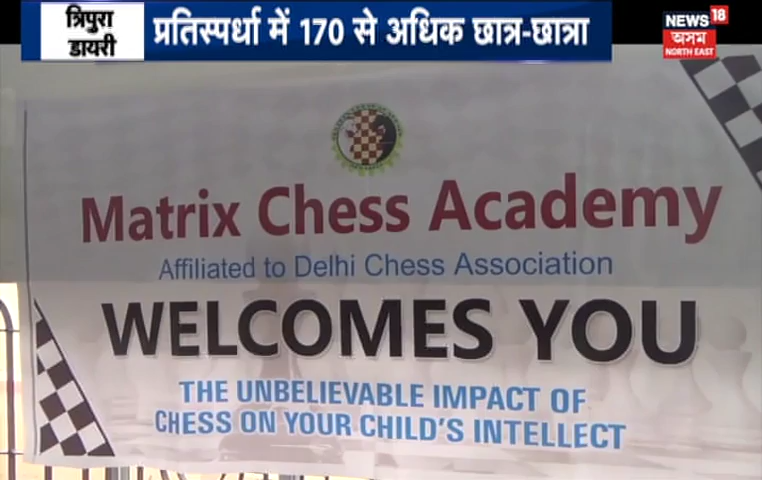 त्रिपुरा
डायरी
प्रतिस्पर्धा में 170 से अधिक छात्र-छात्रा
NEWS 18
অসম
NORTH EAST
Matrix Chess Academy
Affiliated to Delhi Chess Association
WELCOMES YOU
THE UNBELIEVABLE IMPACT OF
CHESS ON YOUR CHILD'S INTELLECT